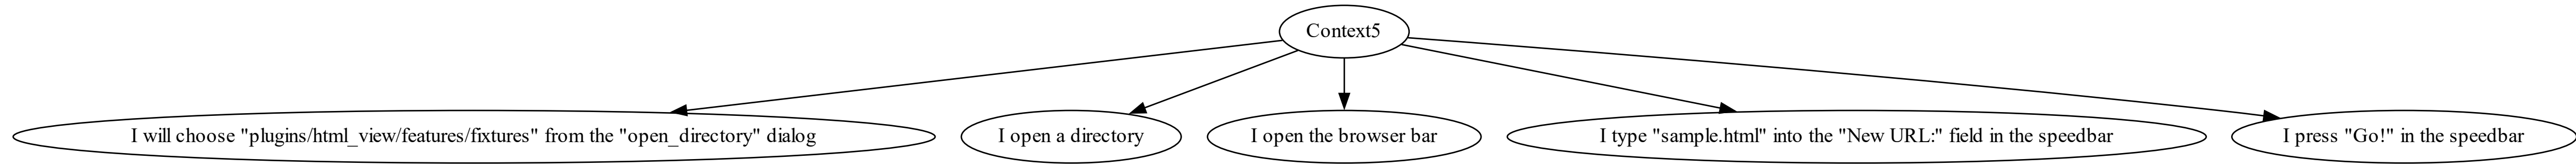 Context5
I will choose "plugins/html_view/features/fixtures" from the "open_directory" dialog
I open a directory
I open the browser bar
I type "sample.html" into the "New URL:" field in the speedbar
I press "Go!" in the speedbar